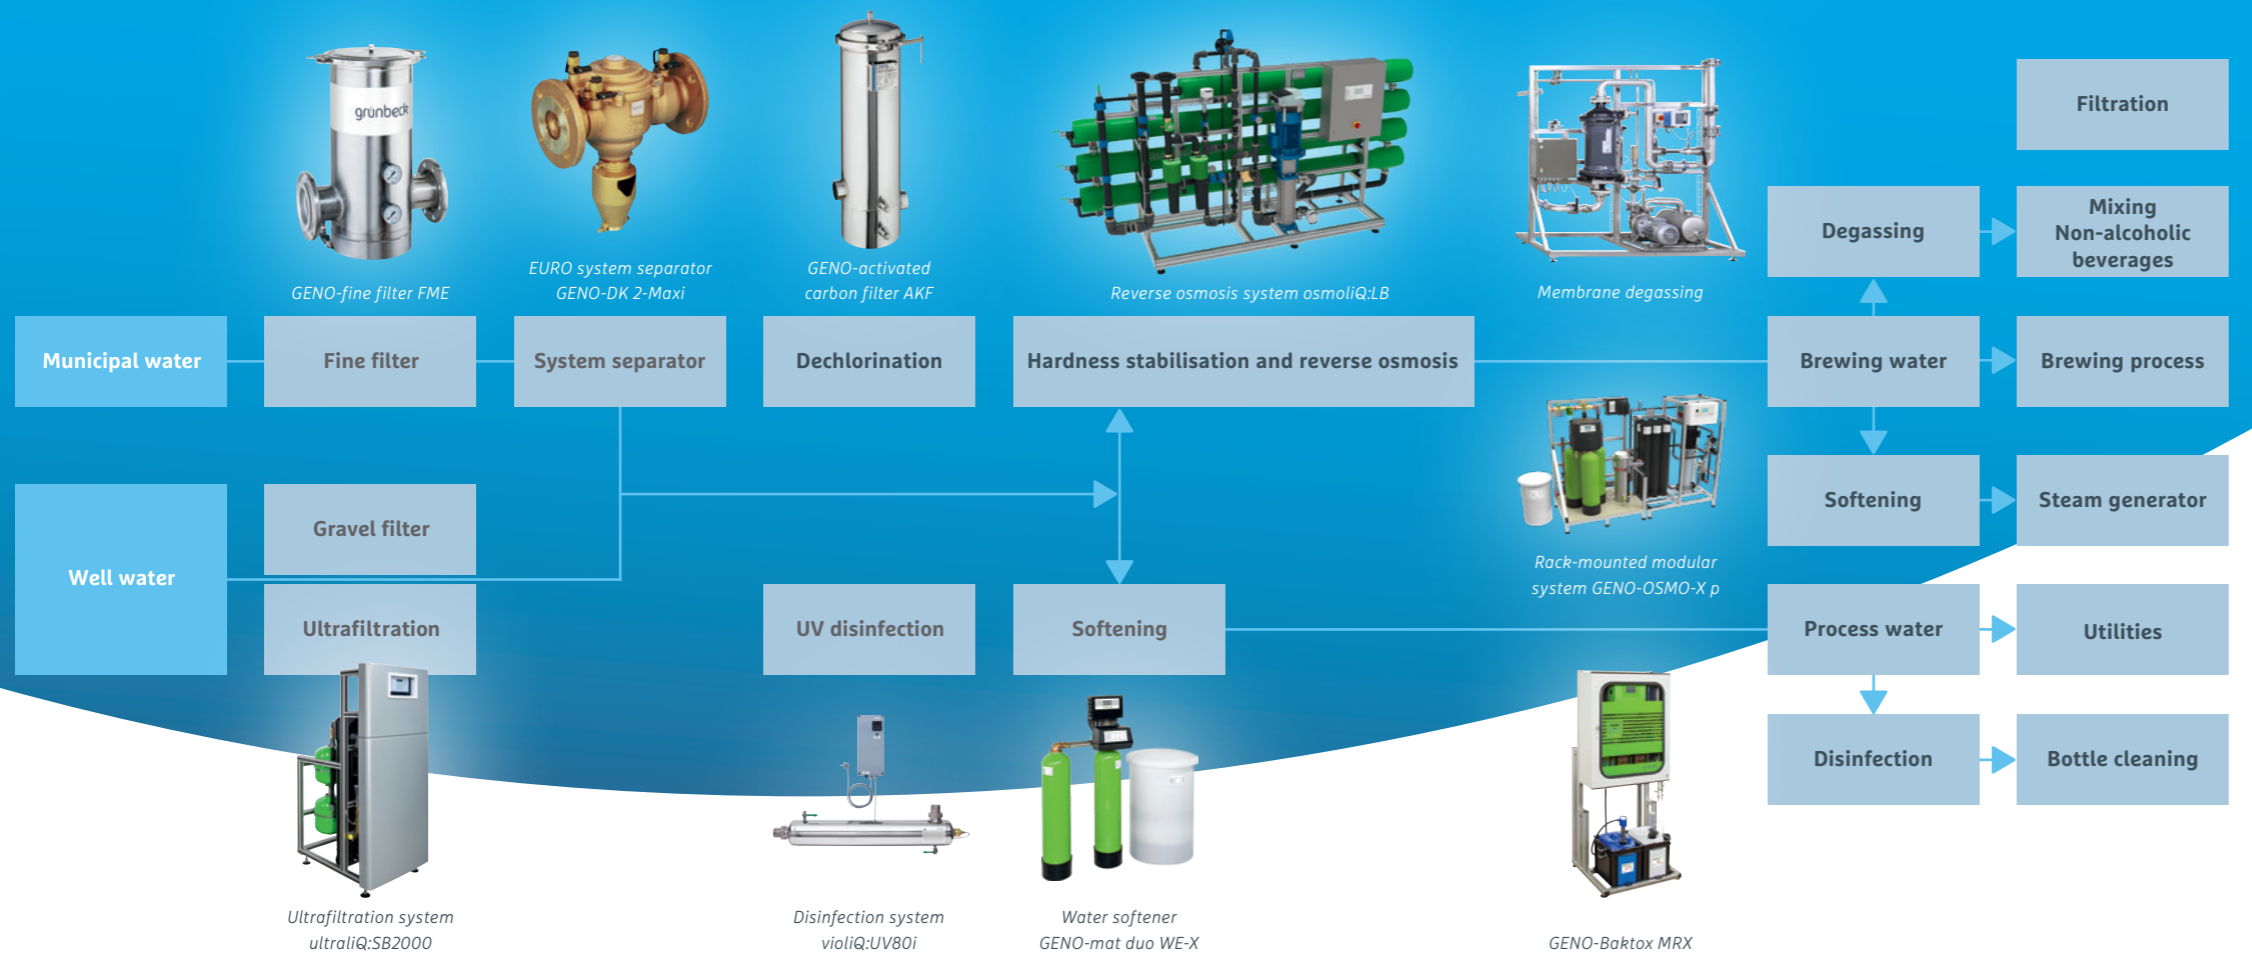 grünbeck
GENO-fine filter FME
EURO system separator
GENO-DK 2-Maxi
GENO-activated
carbon filter AKF
Reverse osmosis system osmoliQ:LB
Membrane degassing
Filtration
Degassing
Mixing
Non-alcoholic
beverages
Municipal water
Fine filter
System separator
Dechlorination
Hardness stabilisation and reverse osmosis
Brewing water
Brewing process
Well water
Gravel filter
Ultrafiltration
UV disinfection
Softening
Rack-mounted modular
system GENO-OSMO-X p
Softening
Steam generator
Process water
Utilities
Disinfection
Bottle cleaning
Ultrafiltration system
ultraliQ:SB2000
Disinfection system
violiQ:UV80i
Water softener
GENO-mat duo WE-X
GENO-Baktox MRX